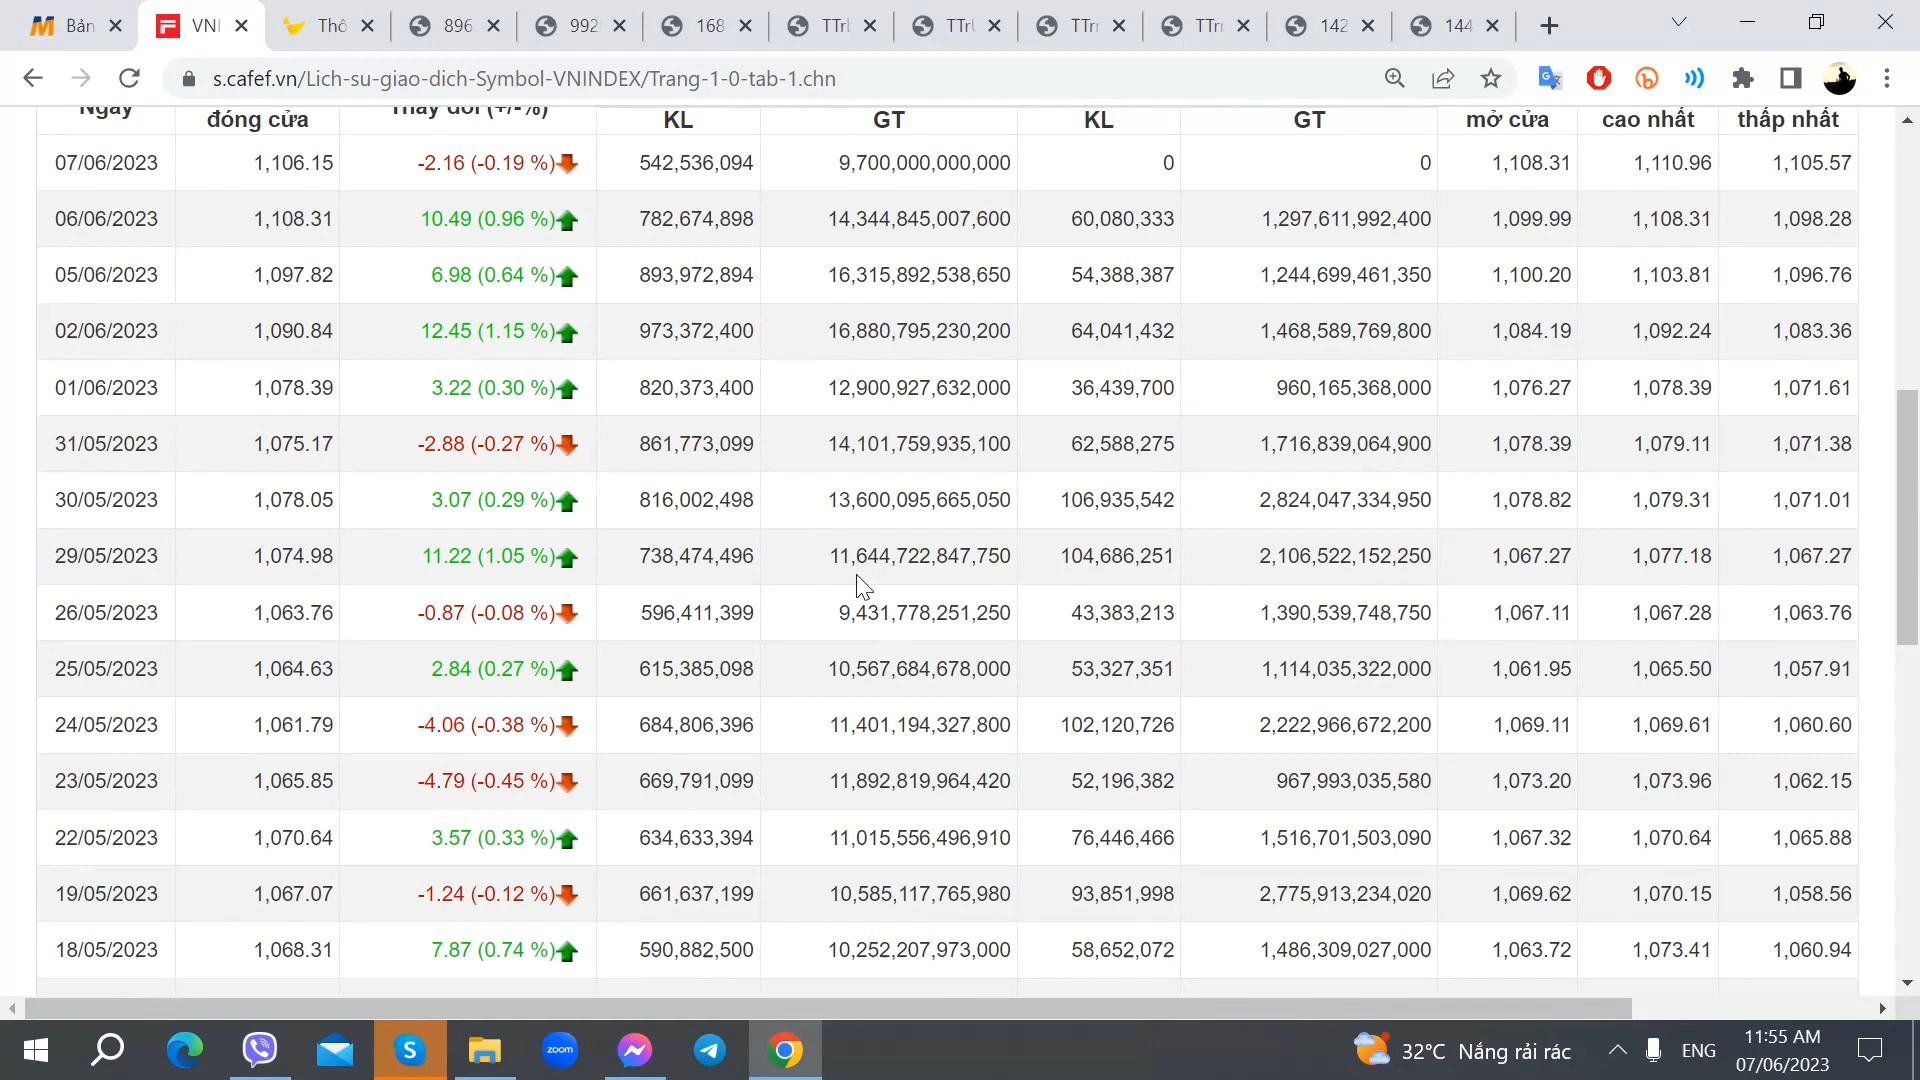 Bản VNI Thô 896 992 168 TTrl TTrU TTrr TTrr 142 144
s.cafef.vn/Lich-su-giao-dich-Symbol-VNINDEX/Trang-1-0-tab-1.chn
Ngày đóng cửa Thay đổi (+/-%) KL GT KL GT mở cửa cao nhất thấp nhất
07/06/2023 1,106.15 -2.16 (-0.19 %) 542,536,094 9,700,000,000,000 0 0 1,108.31 1,110.96 1,105.57
06/06/2023 1,108.31 10.49 (0.96 %) 782,674,898 14,344,845,007,600 60,080,333 1,297,611,992,400 1,099.99 1,108.31 1,098.28
05/06/2023 1,097.82 6.98 (0.64 %) 893,972,894 16,315,892,538,650 54,388,387 1,244,699,461,350 1,100.20 1,103.81 1,096.76
02/06/2023 1,090.84 12.45 (1.15 %) 973,372,400 16,880,795,230,200 64,041,432 1,468,589,769,800 1,084.19 1,092.24 1,083.36
01/06/2023 1,078.39 3.22 (0.30 %) 820,373,400 12,900,927,632,000 36,439,700 960,165,368,000 1,076.27 1,078.39 1,071.61
31/05/2023 1,075.17 -2.88 (-0.27 %) 861,773,099 14,101,759,935,100 62,588,275 1,716,839,064,900 1,078.39 1,079.11 1,071.38
30/05/2023 1,078.05 3.07 (0.29 %) 816,002,498 13,600,095,665,050 106,935,542 2,824,047,334,950 1,078.82 1,079.31 1,071.01
29/05/2023 1,074.98 11.22 (1.05 %) 738,474,496 11,644,722,847,750 104,686,251 2,106,522,152,250 1,067.27 1,077.18 1,067.27
26/05/2023 1,063.76 -0.87 (-0.08 %) 596,411,399 9,431,778,251,250 43,383,213 1,390,539,748,750 1,067.11 1,067.28 1,063.76
25/05/2023 1,064.63 2.84 (0.27 %) 615,385,098 10,567,684,678,000 53,327,351 1,114,035,322,000 1,061.95 1,065.50 1,057.91
24/05/2023 1,061.79 -4.06 (-0.38 %) 684,806,396 11,401,194,327,800 102,120,726 2,222,966,672,200 1,069.11 1,069.61 1,060.60
23/05/2023 1,065.85 -4.79 (-0.45 %) 669,791,099 11,892,819,964,420 52,196,382 967,993,035,580 1,073.20 1,073.96 1,062.15
22/05/2023 1,070.64 3.57 (0.33 %) 634,633,394 11,015,556,496,910 76,446,466 1,516,701,503,090 1,067.32 1,070.64 1,065.88
19/05/2023 1,067.07 -1.24 (-0.12 %) 661,637,199 10,585,117,765,980 93,851,998 2,775,913,234,020 1,069.62 1,070.15 1,058.56
18/05/2023 1,068.31 7.87 (0.74 %) 590,882,500 10,252,207,973,000 58,652,072 1,486,309,027,000 1,063.72 1,073.41 1,060.94
zoom
32°C Nắng rải rác ENG
11:55 AM
07/06/2023